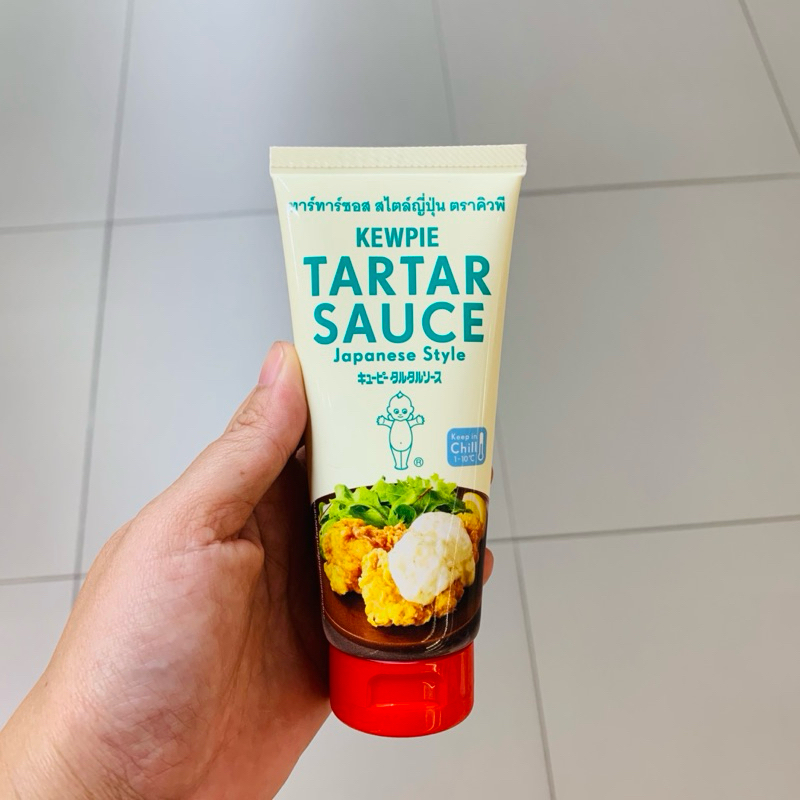 ทาร์ทาร์ซอส สไตล์ญี่ปุ่น ตราคิวพี
KEWPIE
TARTAR
SAUCE
Japanese Style
キユーピー タルタルソース
®
Keep in
Chill
1-10°C